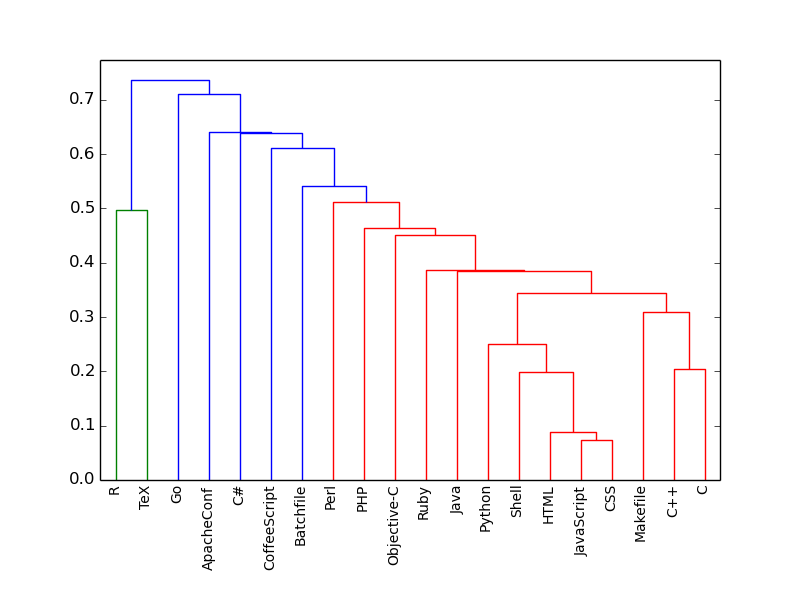 0.7
0.6
0.5
0.4
0.3
0.2
0.1
0.0
R
TeX
Go
ApacheConf
C#
CoffeeScript
Batchfile
Perl
PHP
Objective-C
Ruby
Java
Python
Shell
HTML
JavaScript
CSS
Makefile
C++
C